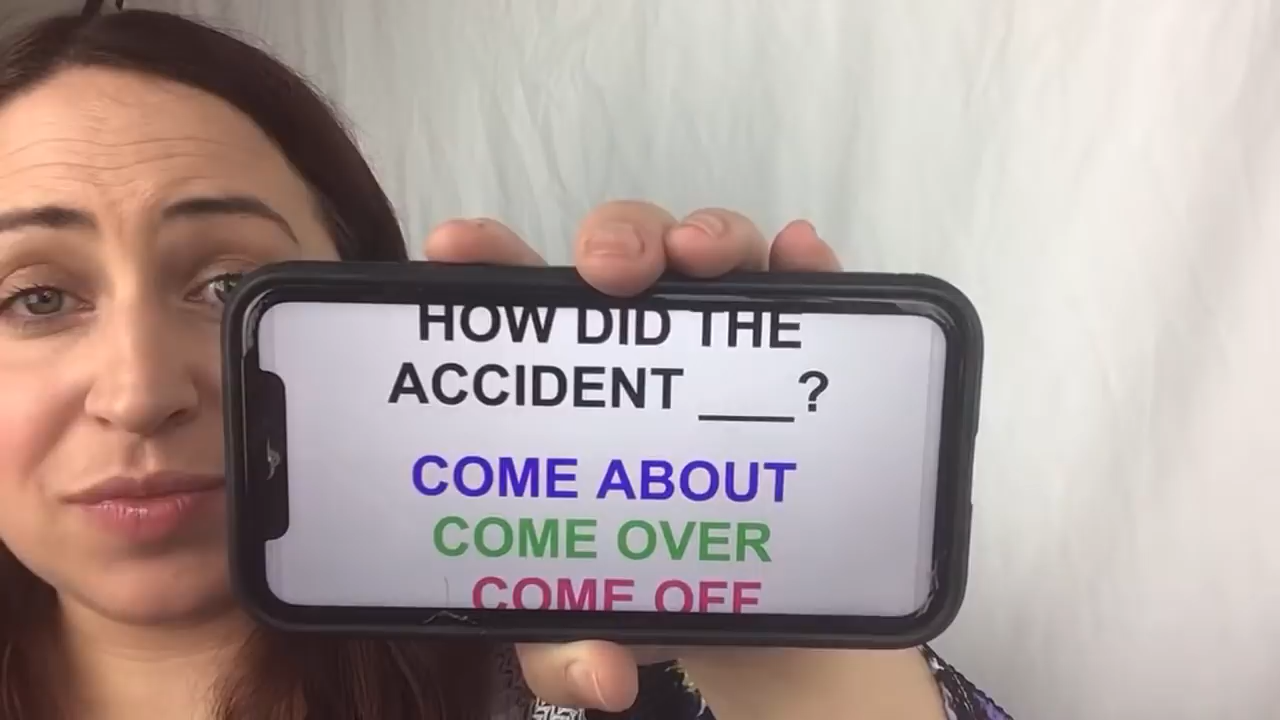 HOW DID THE
ACCIDENT ___?
COME ABOUT
COME OVER
COME OFF